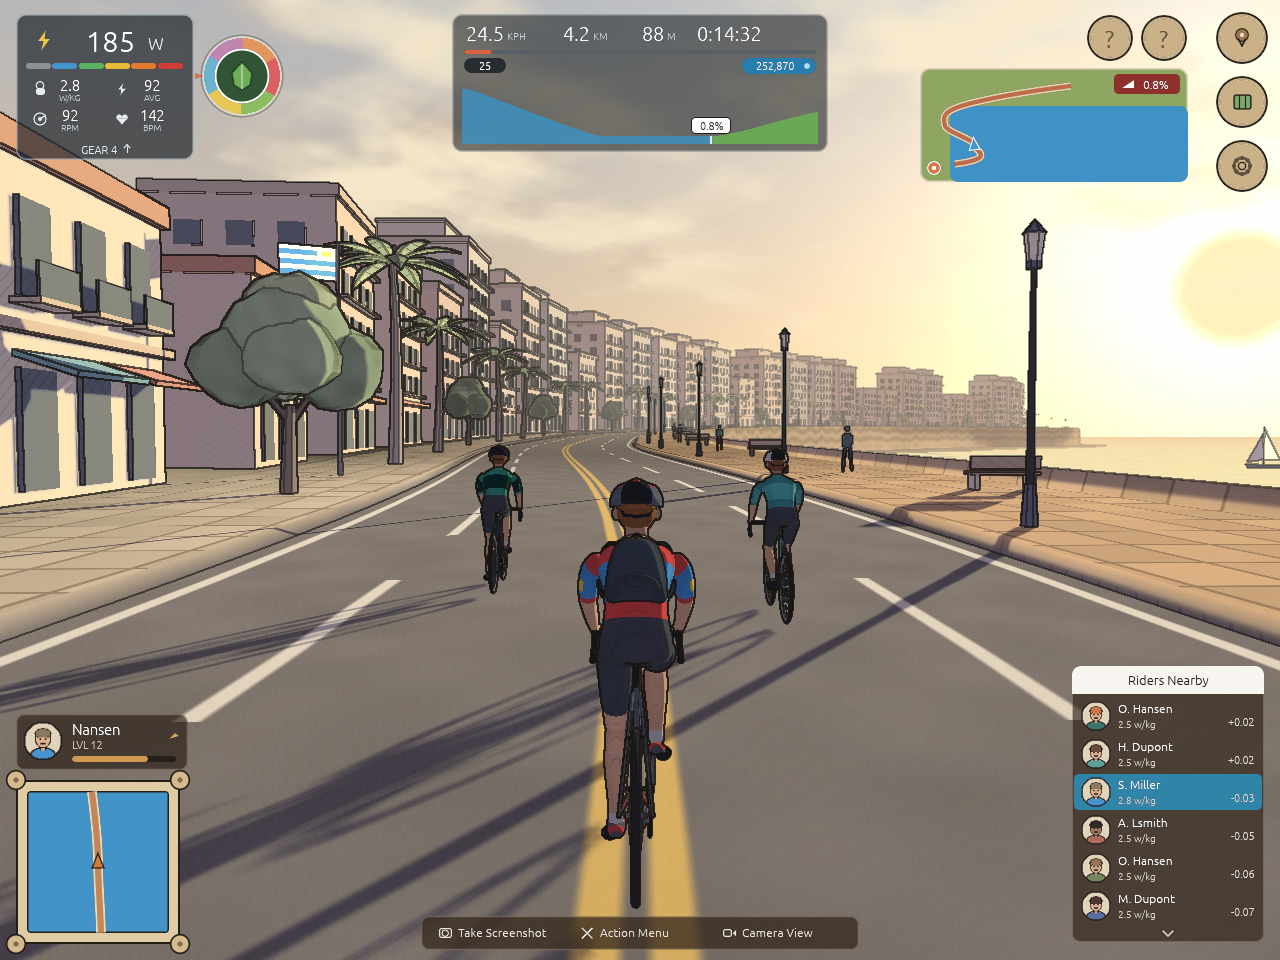 185 W
2.8 W/KG
92 AVG
92 RPM
142 BPM
GEAR 4
24.5 KPH 4.2 KM 88 M 0:14:32
25
252,870
0.8%
? ?
0.8%
Nansen
LVL 12
Riders Nearby
O. Hansen
2.5 w/kg +0.02
H. Dupont
2.5 w/kg +0.02
S. Miller
2.8 w/kg -0.03
A. Lsmith
2.5 w/kg -0.05
O. Hansen
2.5 w/kg -0.06
M. Dupont
2.5 w/kg -0.07
Take Screenshot Action Menu Camera View